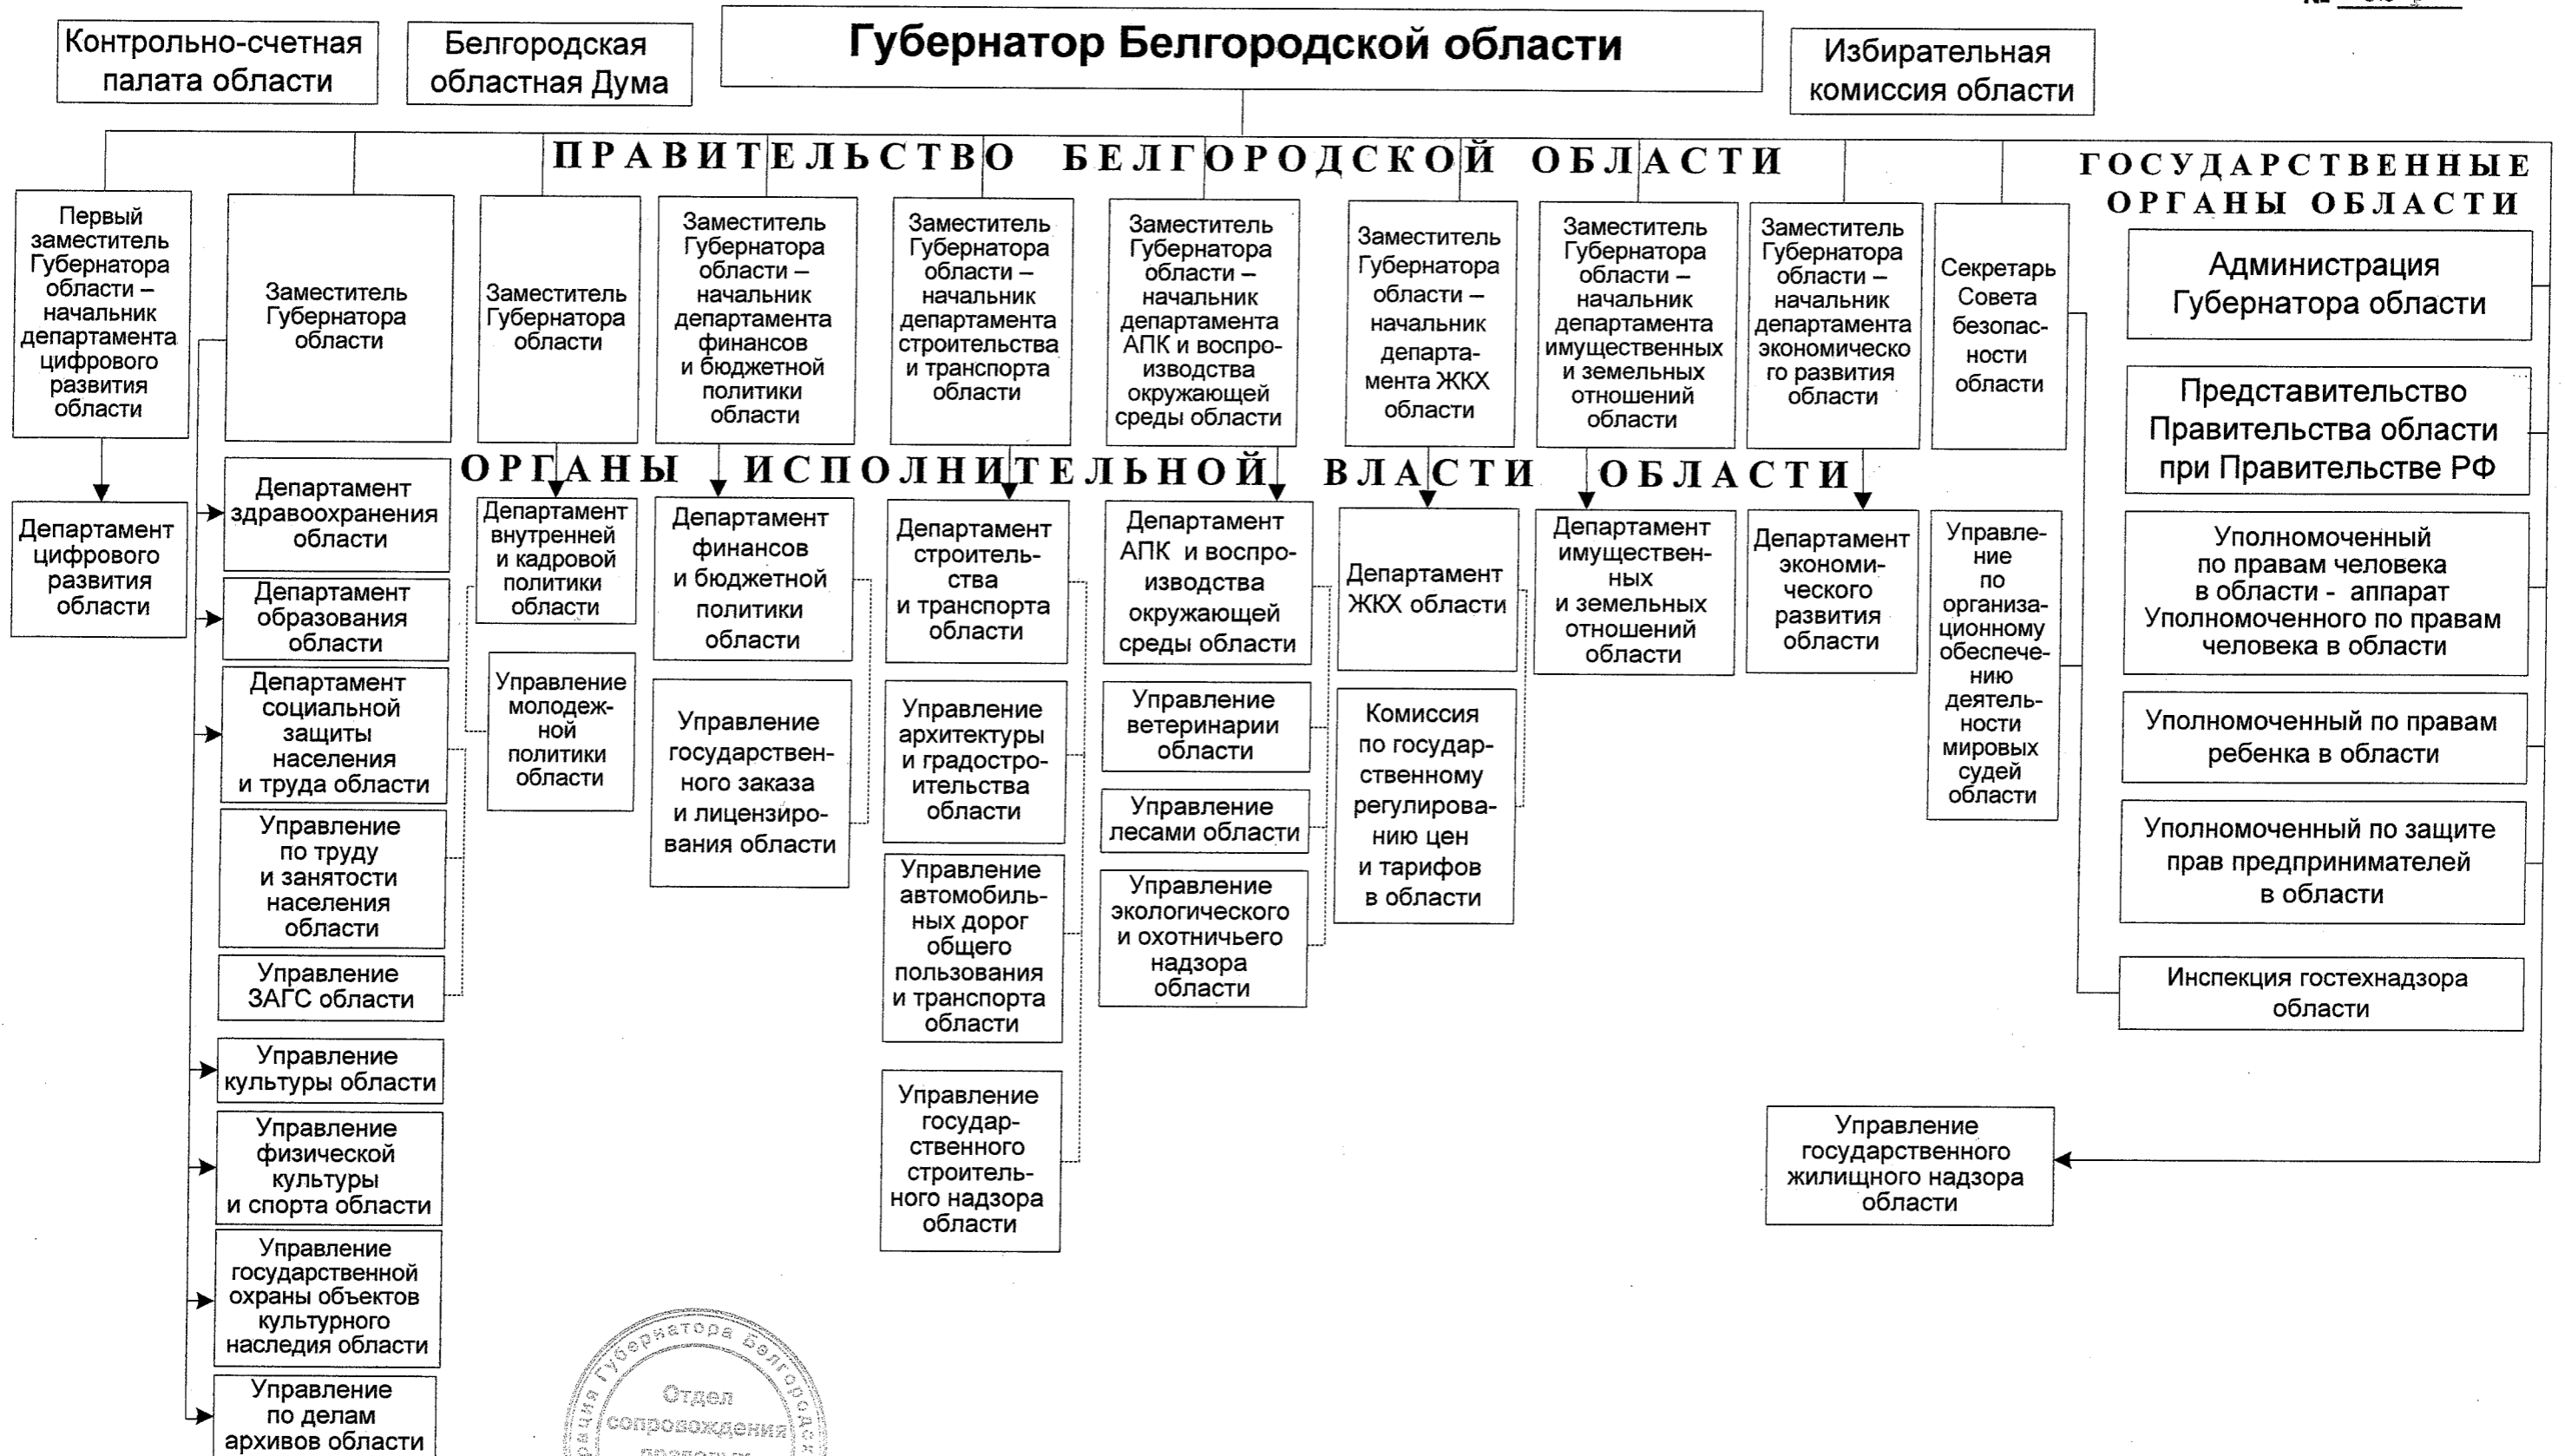 №
Контрольно-счетная
палата области
Белгородская
областная Дума
Губернатор Белгородской области
Избирательная
комиссия области
ПРАВИТЕЛЬСТВО БЕЛГОРОДСКОЙ ОБЛАСТИ
ГОСУДАРСТВЕННЫЕ
ОРГАНЫ ОБЛАСТИ
Первый
заместитель
Губернатора
области –
начальник
департамента
цифрового
развития
области
Заместитель
Губернатора
области
Заместитель
Губернатора
области
Заместитель
Губернатора
области –
начальник
департамента
финансов
и бюджетной
политики
области
Заместитель
Губернатора
области –
начальник
департамента
строительства
и транспорта
области
Заместитель
Губернатора
области –
начальник
департамента
АПК и воспро-
изводства
окружающей
среды области
Заместитель
Губернатора
области –
начальник
департа-
мента ЖКХ
области
Заместитель
Губернатора
области –
начальник
департамента
имущественных
и земельных
отношений
области
Заместитель
Губернатора
области –
начальник
департамента
экономическо
го развития
области
Секретарь
Совета
безопас-
ности
области
Администрация
Губернатора области
Представительство
Правительства области
при Правительстве РФ
Уполномоченный
по правам человека
в области - аппарат
Уполномоченного по правам
человека в области
Уполномоченный по правам
ребенка в области
Уполномоченный по защите
прав предпринимателей
в области
Инспекция гостехнадзора
области
ОРГАНЫ ИСПОЛНИТЕЛЬНОЙ ВЛАСТИ ОБЛАСТИ
Департамент
цифрового
развития
области
Департамент
здравоохранения
области
Департамент
образования
области
Департамент
социальной
защиты
населения
и труда области
Управление
по труду
и занятости
населения
области
Управление
ЗАГС области
Управление
культуры области
Управление
физической
культуры
и спорта области
Управление
государственной
охраны объектов
культурного
наследия области
Управление
по делам
архивов области
Департамент
внутренней
и кадровой
политики
области
Управление
молодеж-
ной
политики
области
Департамент
финансов
и бюджетной
политики
области
Управление
государствен-
ного заказа
и лицензиро-
вания области
Департамент
строитель-
ства
и транспорта
области
Управление
архитектуры
и градостро-
ительства
области
Управление
автомобиль-
ных дорог
общего
пользования
и транспорта
области
Управление
государ-
ственного
строитель-
ного надзора
области
Департамент
АПК и воспро-
изводства
окружающей
среды области
Управление
ветеринарии
области
Управление
лесами области
Управление
экологического
и охотничьего
надзора
области
Департамент
ЖКХ области
Комиссия
по государ-
ственному
регулирова-
нию цен
и тарифов
в области
Департамент
имуществен-
ных
и земельных
отношений
области
Департамент
экономи-
ческого
развития
области
Управле-
ние
по
организа-
ционному
обеспече-
нию
деятель-
ности
мировых
судей
области
Управление
государственного
жилищного надзора
области
Губернатора
Отдел
сопровождения